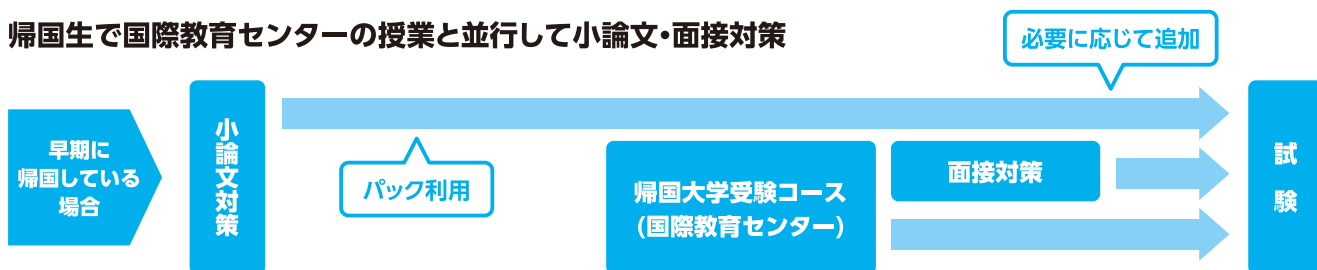 帰国生で国際教育センターの授業と並行して小論文・面接対策
必要に応じて追加
早期に
帰国している
場合
小論文対策
パック利用
帰国大学受験コース
(国際教育センター)
面接対策
試験